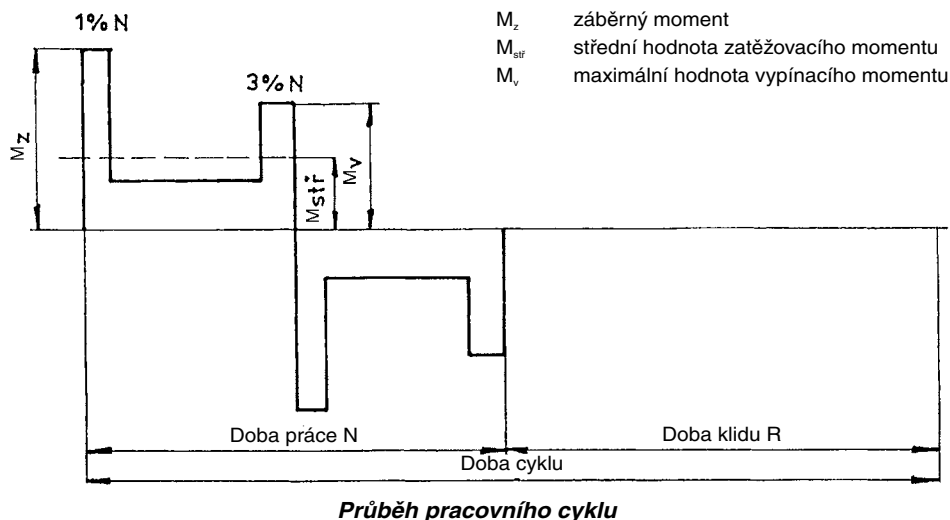 M_z záběrný moment
M_stř střední hodnota zatěžovacího momentu
M_v maximální hodnota vypínacího momentu
1% N
3% N
M_z
M_stř
M_v
Doba práce N
Doba klidu R
Doba cyklu
Průběh pracovního cyklu